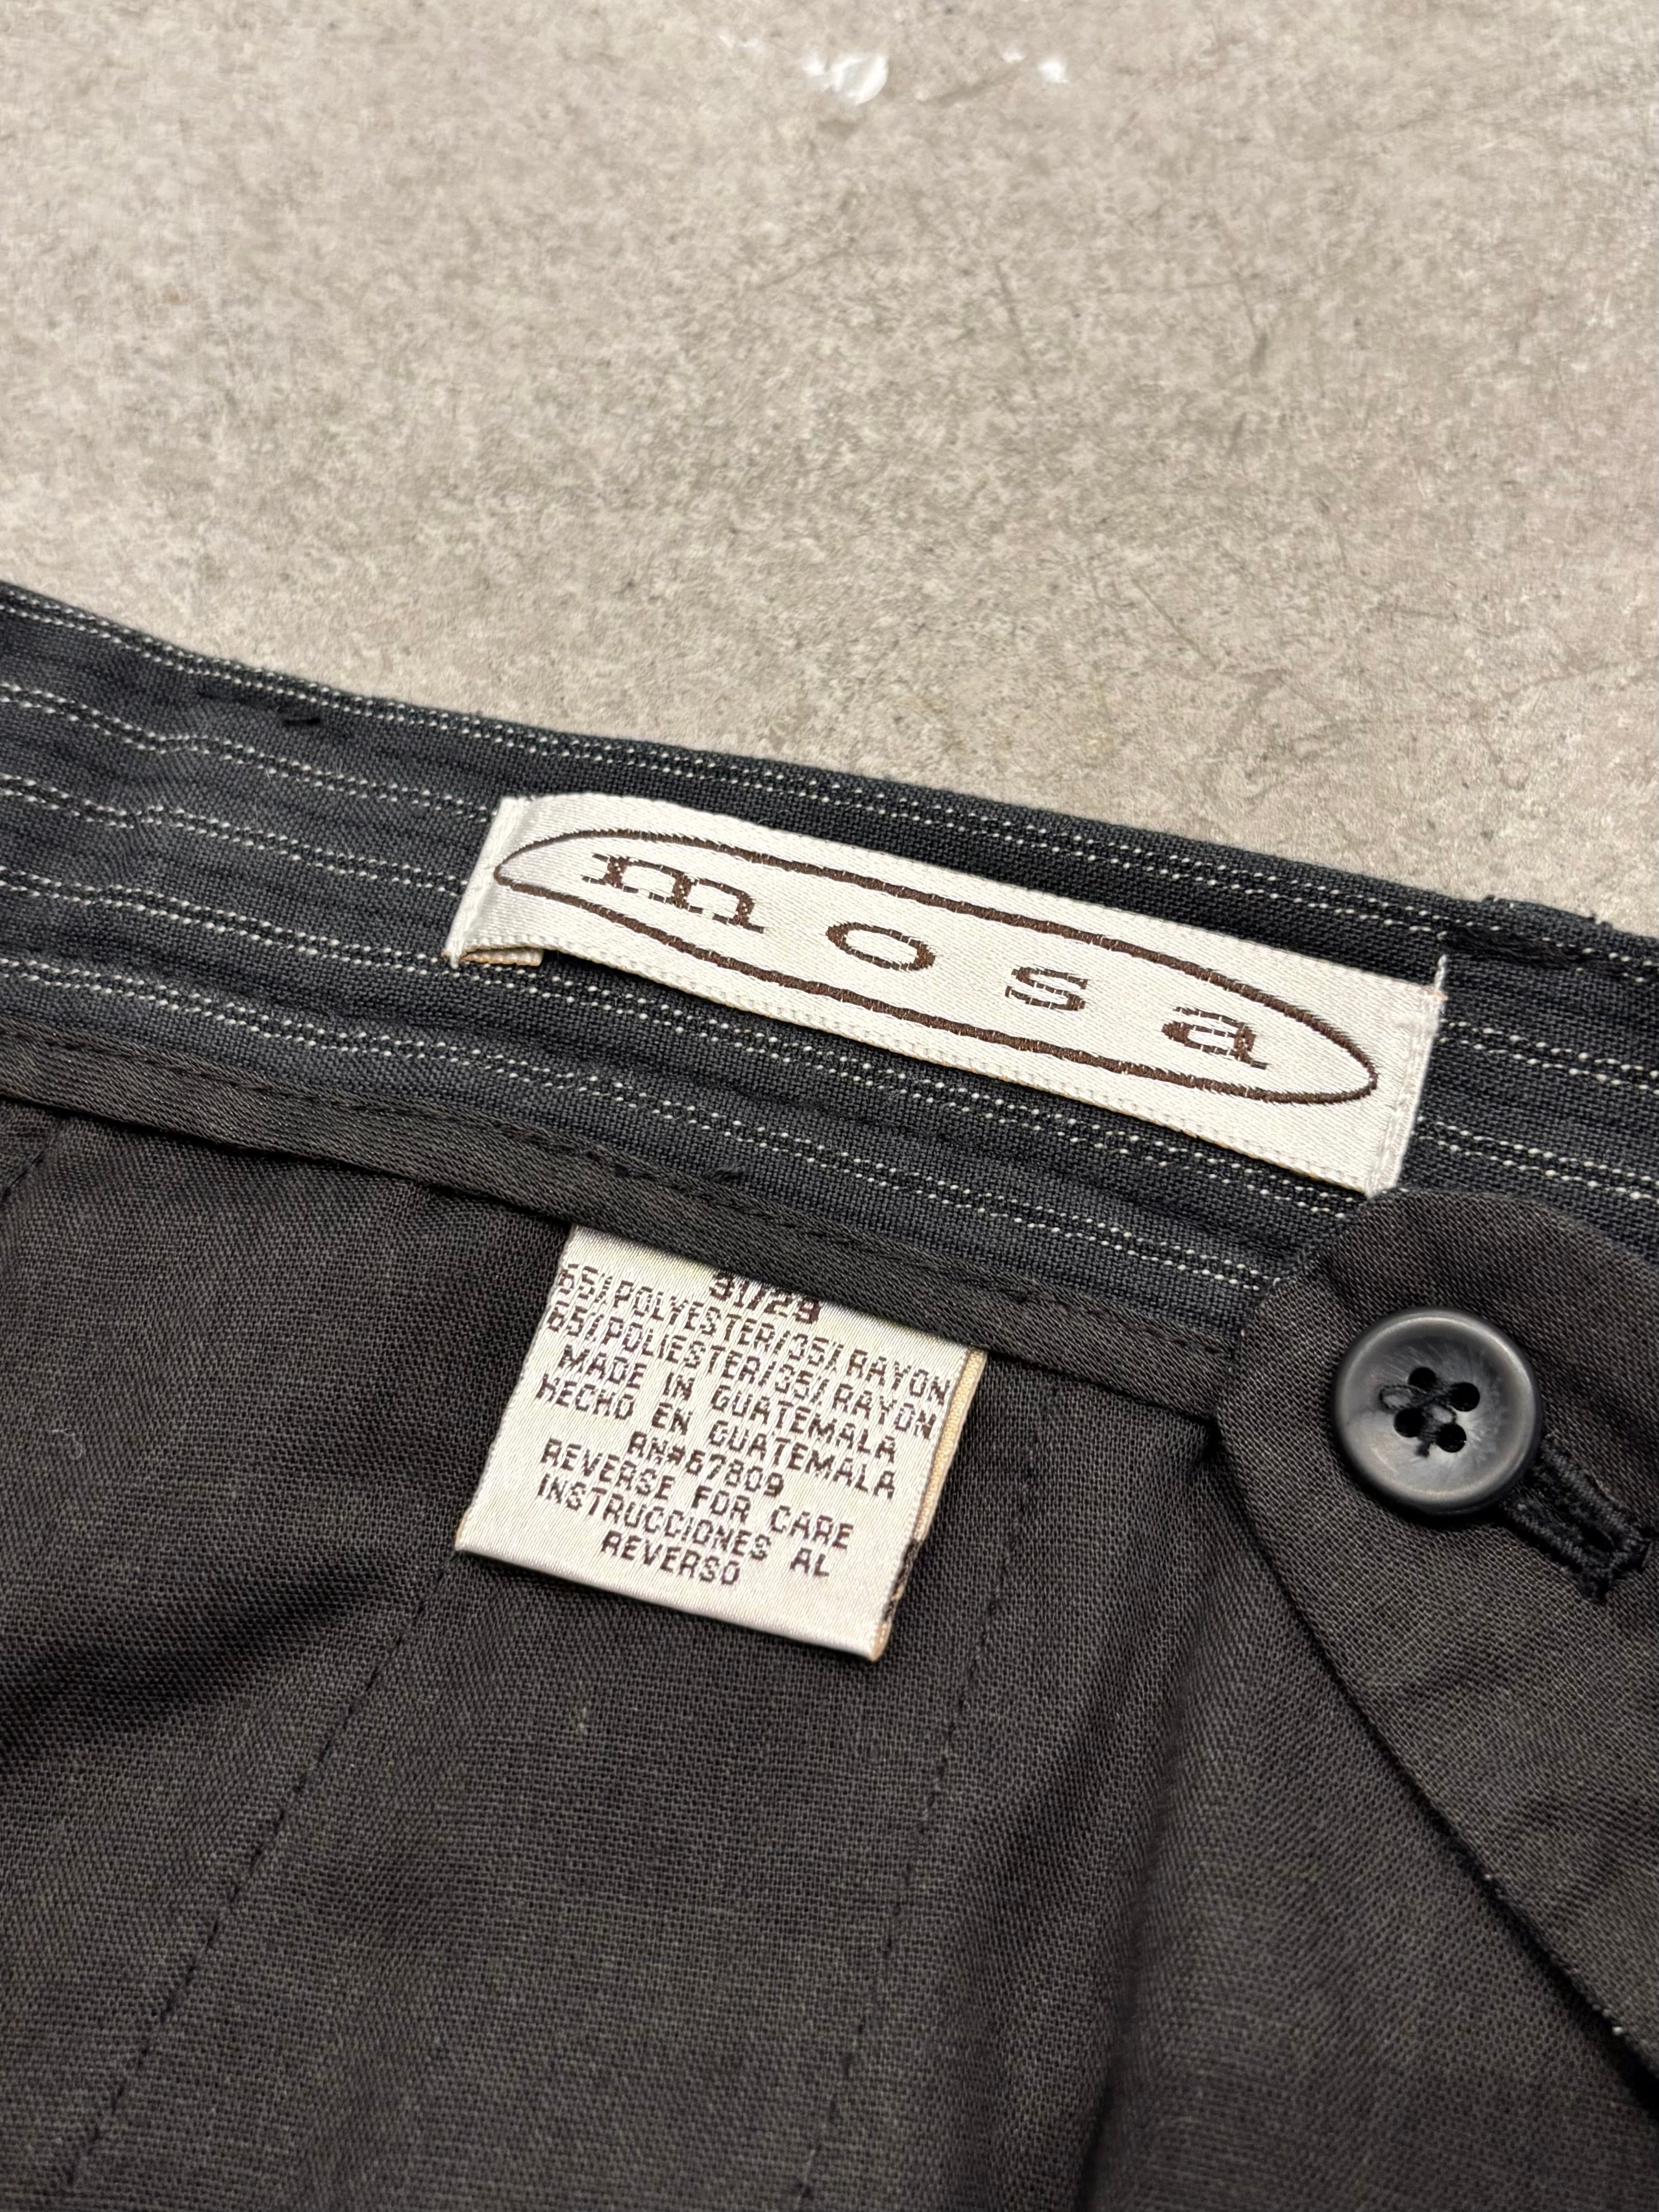 mosa
31/29
65%POLYESTER/35%RAYON
65%POLIESTER/35%RAYON
MADE IN GUATEMALA
HECHO EN GUATEMALA
RN#67809
REVERSE FOR CARE
INSTRUCCIONES AL
REVERSO